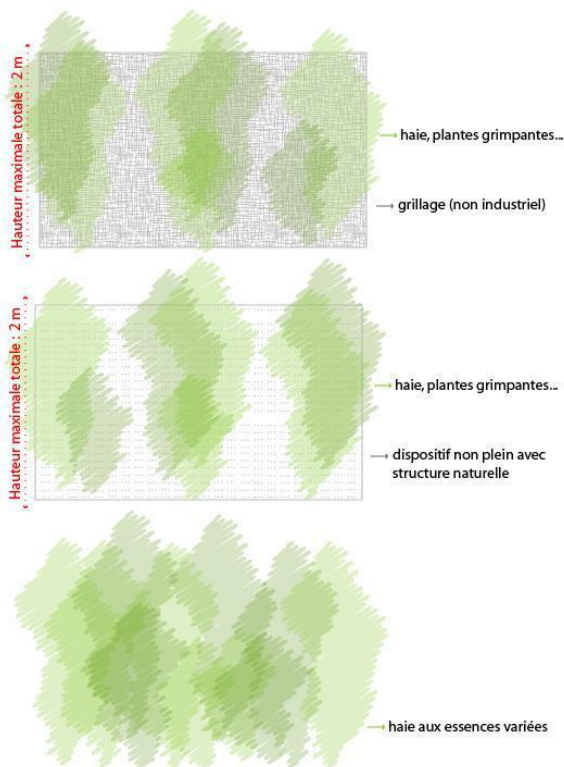 Hauteur maximale totale : 2 m
haie, plantes grimpantes...
grillage (non industriel)
Hauteur maximale totale : 2 m
haie, plantes grimpantes...
dispositif non plein avec
structure naturelle
haie aux essences variées